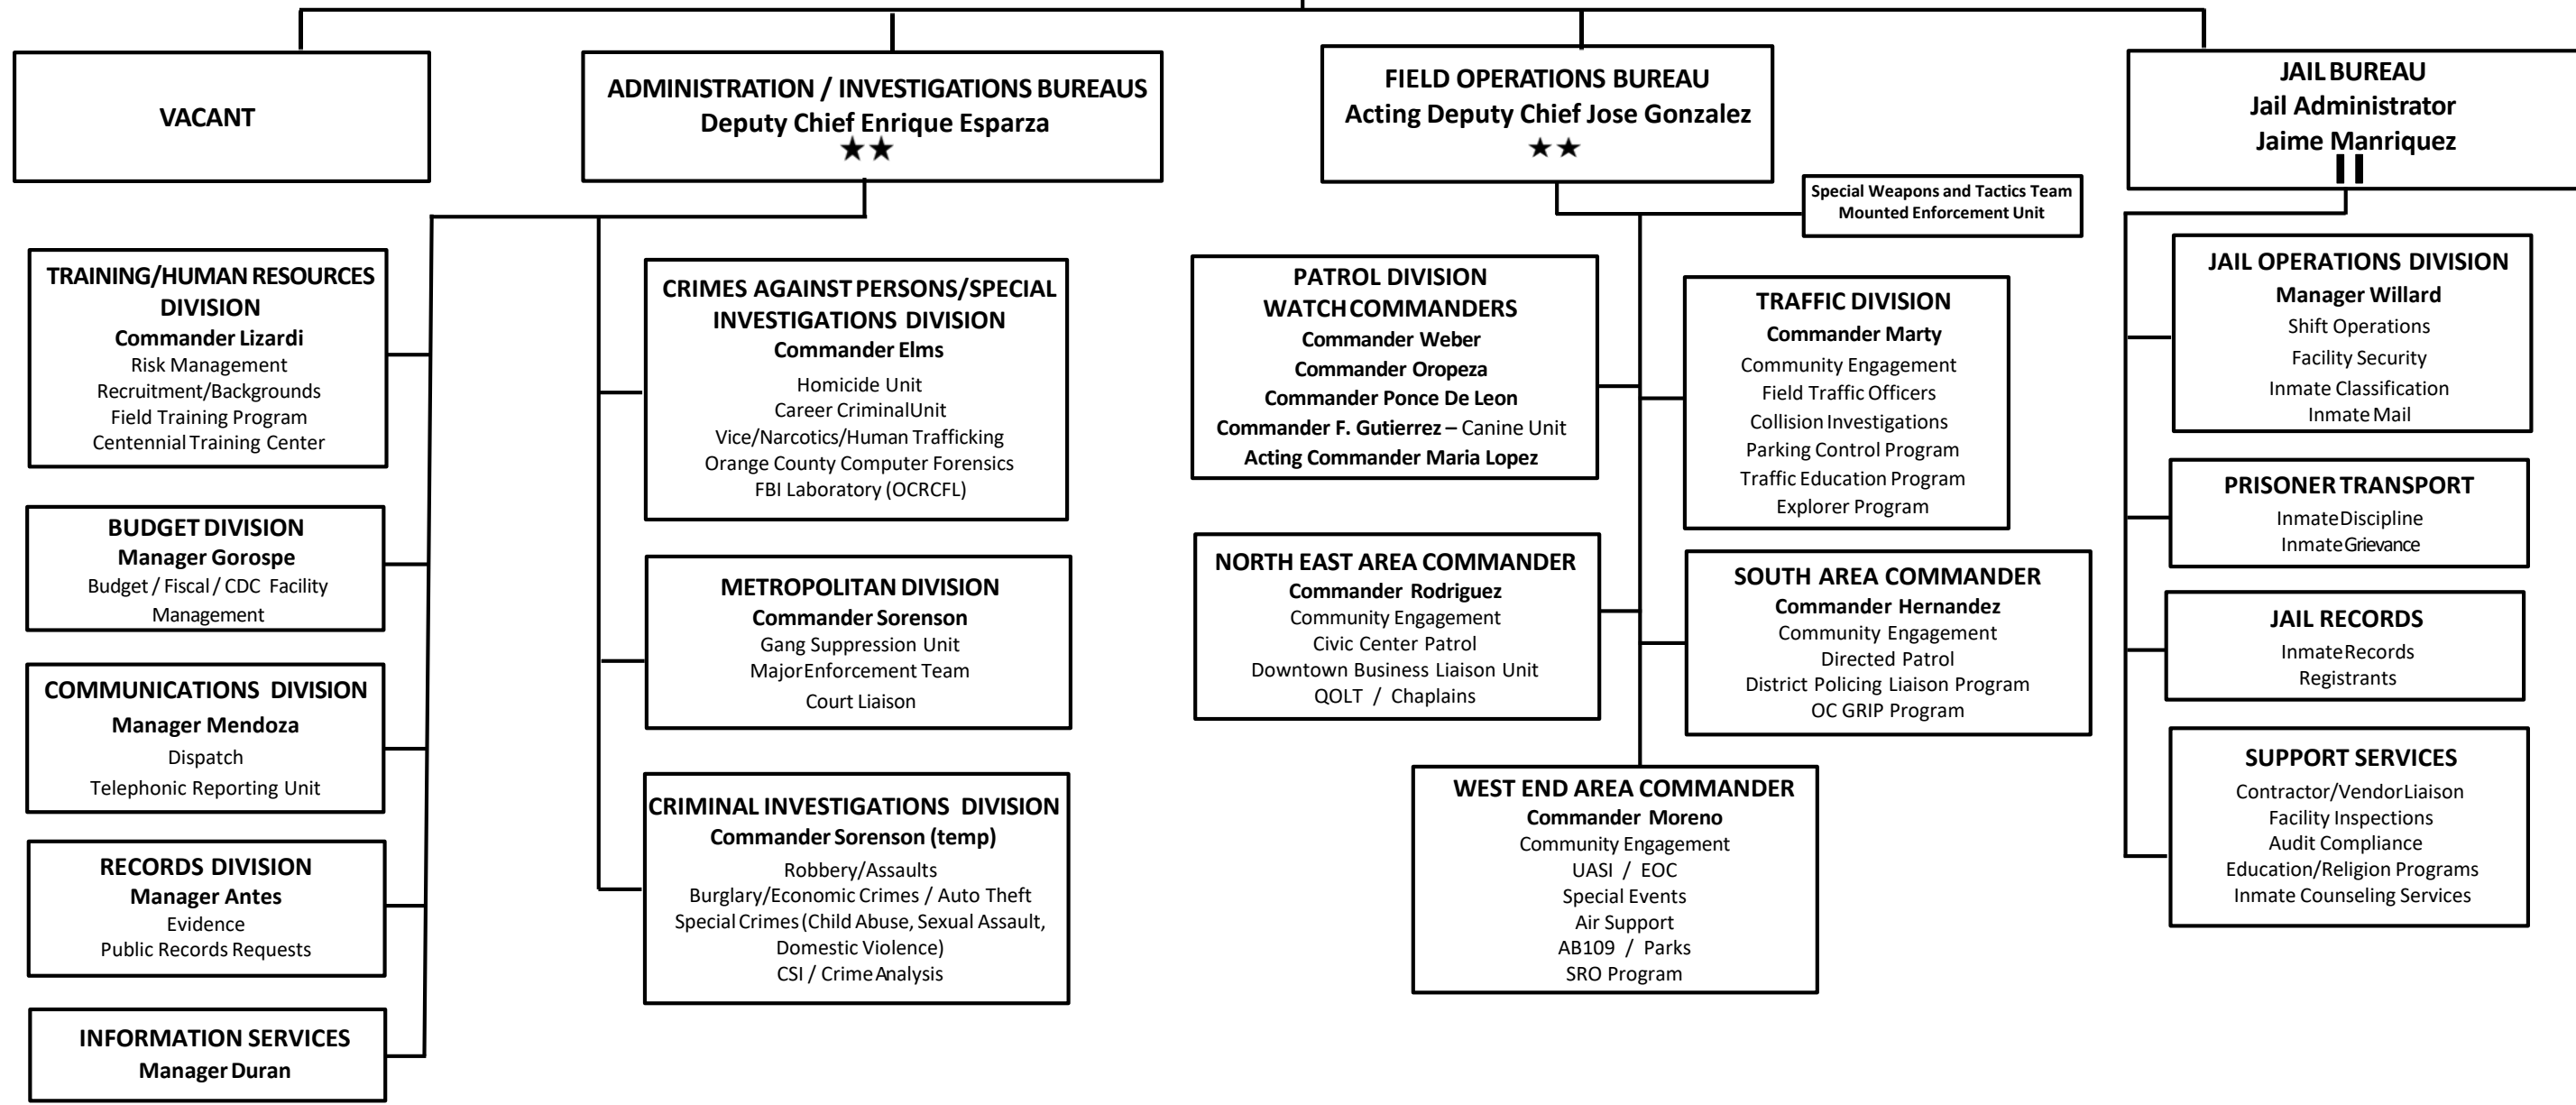 VACANT
ADMINISTRATION / INVESTIGATIONS BUREAUS
Deputy Chief Enrique Esparza
★★
FIELD OPERATIONS BUREAU
Acting Deputy Chief Jose Gonzalez
★★
JAIL BUREAU
Jail Administrator
Jaime Manriquez
Special Weapons and Tactics Team
Mounted Enforcement Unit
TRAINING/HUMAN RESOURCES
DIVISION
Commander Lizardi
Risk Management
Recruitment/Backgrounds
Field Training Program
Centennial Training Center
BUDGET DIVISION
Manager Gorospe
Budget / Fiscal / CDC Facility
Management
COMMUNICATIONS DIVISION
Manager Mendoza
Dispatch
Telephonic Reporting Unit
RECORDS DIVISION
Manager Antes
Evidence
Public Records Requests
INFORMATION SERVICES
Manager Duran
CRIMES AGAINST PERSONS/SPECIAL
INVESTIGATIONS DIVISION
Commander Elms
Homicide Unit
Career Criminal Unit
Vice/Narcotics/Human Trafficking
Orange County Computer Forensics
FBI Laboratory (OCRCFL)
METROPOLITAN DIVISION
Commander Sorenson
Gang Suppression Unit
Major Enforcement Team
Court Liaison
CRIMINAL INVESTIGATIONS DIVISION
Commander Sorenson (temp)
Robbery/Assaults
Burglary/Economic Crimes / Auto Theft
Special Crimes (Child Abuse, Sexual Assault,
Domestic Violence)
CSI / Crime Analysis
PATROL DIVISION
WATCH COMMANDERS
Commander Weber
Commander Oropeza
Commander Ponce De Leon
Commander F. Gutierrez – Canine Unit
Acting Commander Maria Lopez
TRAFFIC DIVISION
Commander Marty
Community Engagement
Field Traffic Officers
Collision Investigations
Parking Control Program
Traffic Education Program
Explorer Program
NORTH EAST AREA COMMANDER
Commander Rodriguez
Community Engagement
Civic Center Patrol
Downtown Business Liaison Unit
QOLT / Chaplains
SOUTH AREA COMMANDER
Commander Hernandez
Community Engagement
Directed Patrol
District Policing Liaison Program
OC GRIP Program
WEST END AREA COMMANDER
Commander Moreno
Community Engagement
UASI / EOC
Special Events
Air Support
AB109 / Parks
SRO Program
JAIL OPERATIONS DIVISION
Manager Willard
Shift Operations
Facility Security
Inmate Classification
Inmate Mail
PRISONER TRANSPORT
Inmate Discipline
Inmate Grievance
JAIL RECORDS
Inmate Records
Registrants
SUPPORT SERVICES
Contractor/Vendor Liaison
Facility Inspections
Audit Compliance
Education/Religion Programs
Inmate Counseling Services